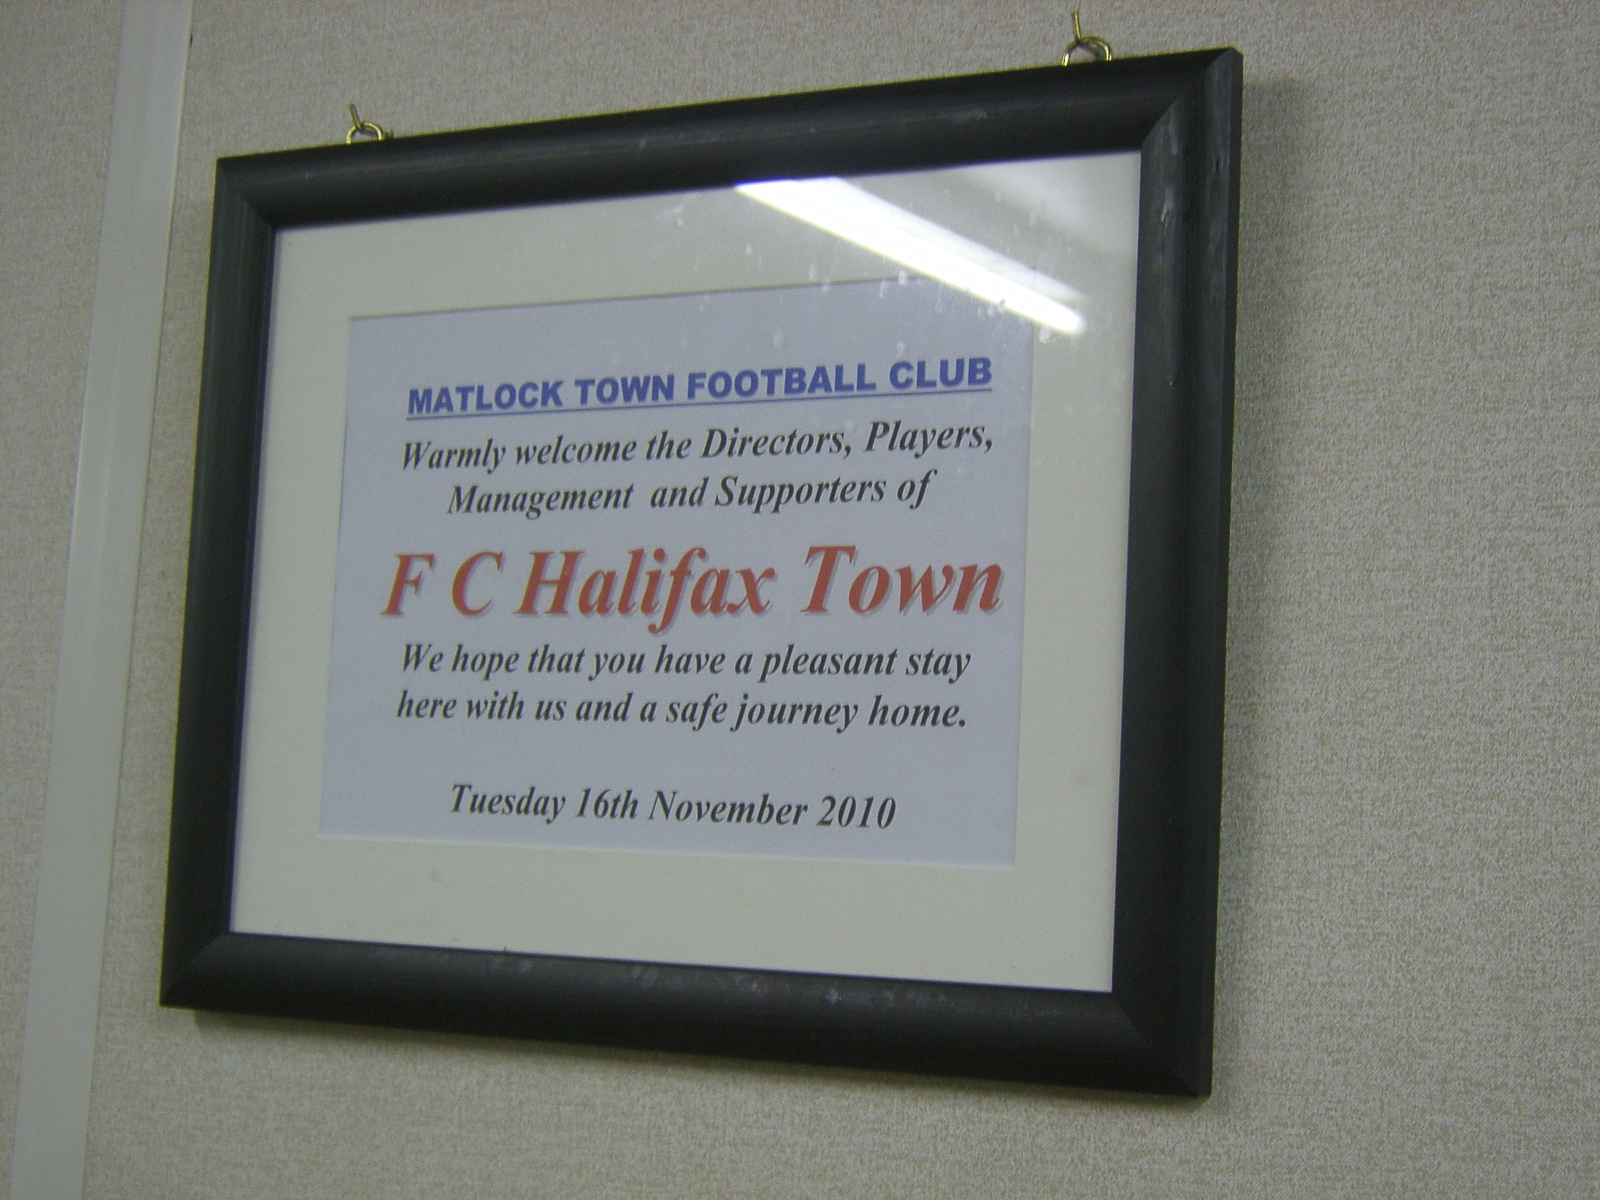 MATLOCK TOWN FOOTBALL CLUB
Warmly welcome the Directors, Players,
Management and Supporters of
F C Halifax Town
We hope that you have a pleasant stay
here with us and a safe journey home.
Tuesday 16th November 2010